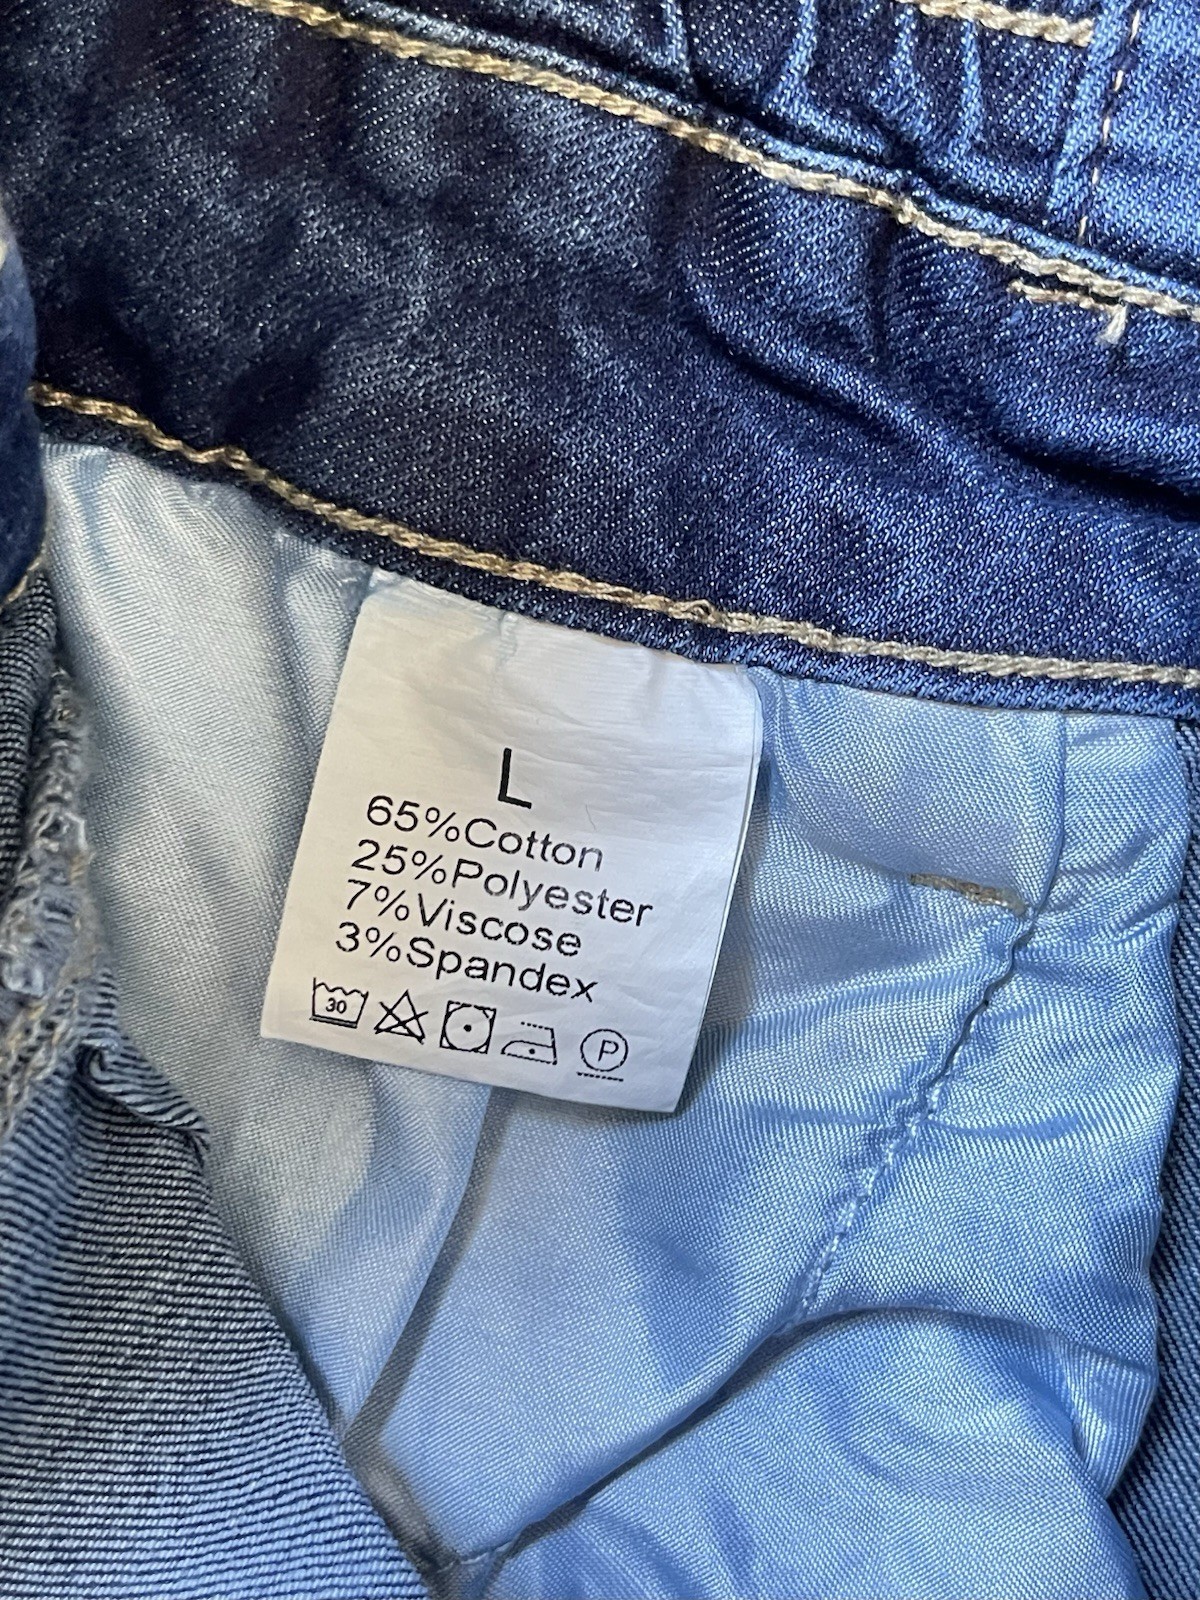 L
65%Cotton
25%Polyester
7%Viscose
3%Spandex
30 P